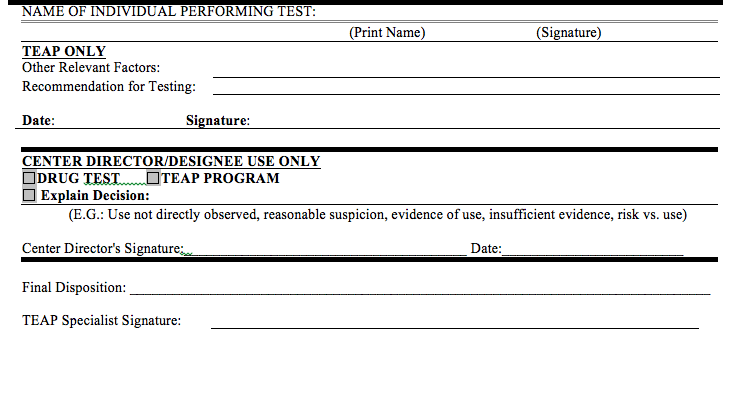 NAME OF INDIVIDUAL PERFORMING TEST:
(Print Name) (Signature)
TEAP ONLY
Other Relevant Factors:
Recommendation for Testing:
Date: Signature:
CENTER DIRECTOR/DESIGNEE USE ONLY
DRUG TEST TEAP PROGRAM
Explain Decision:
(E.G.: Use not directly observed, reasonable suspicion, evidence of use, insufficient evidence, risk vs. use)
Center Director's Signature: Date:
Final Disposition:
TEAP Specialist Signature: